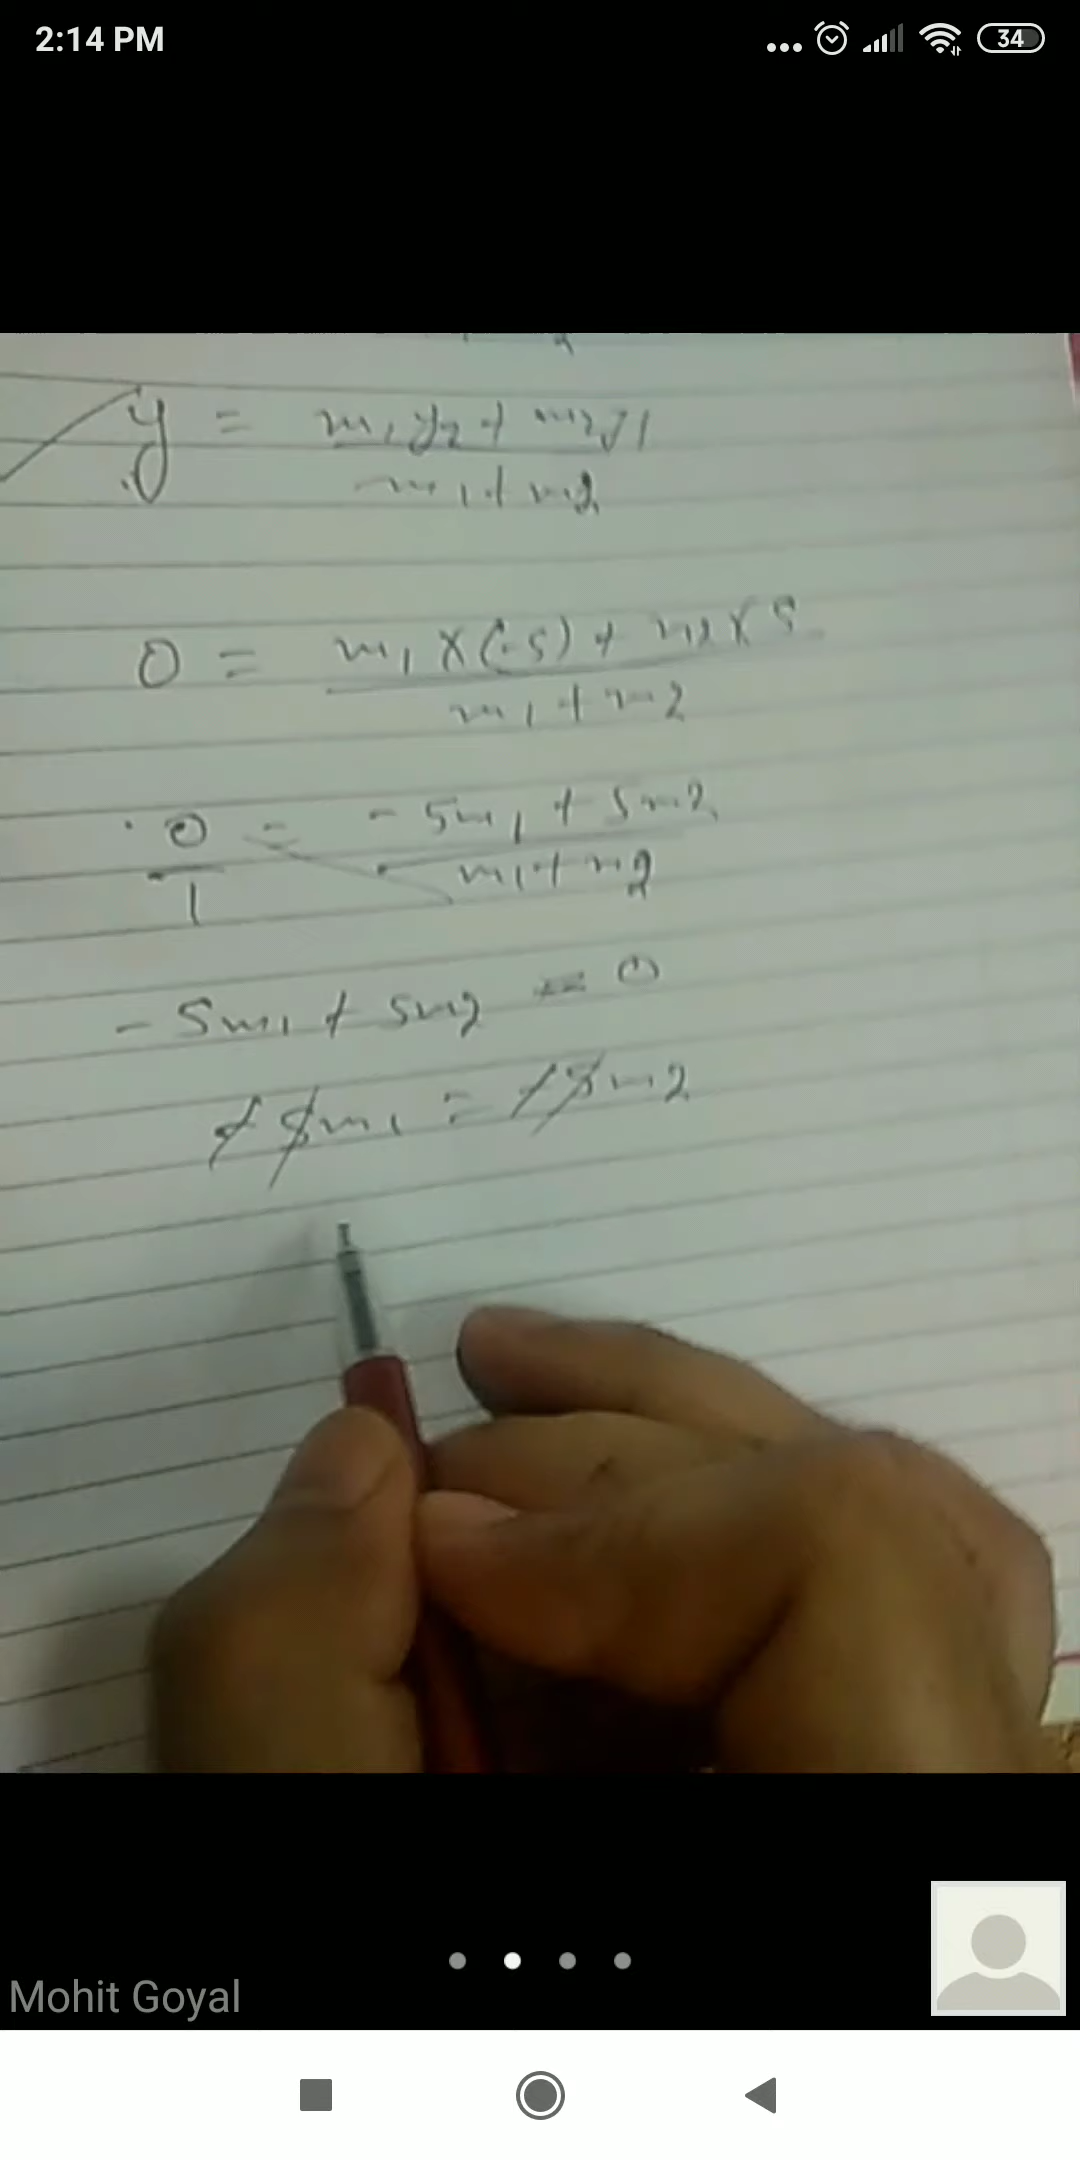 2:14 PM
34
y = m1y2 + m2y1
m1 + m2
0 = m1 X (-5) + m2 X 5
m1 + m2
0 = -5m1 + 5m2
1 m1 + m2
-5m1 + 5m2 = 0
+5m1 = +5m2
Mohit Goyal